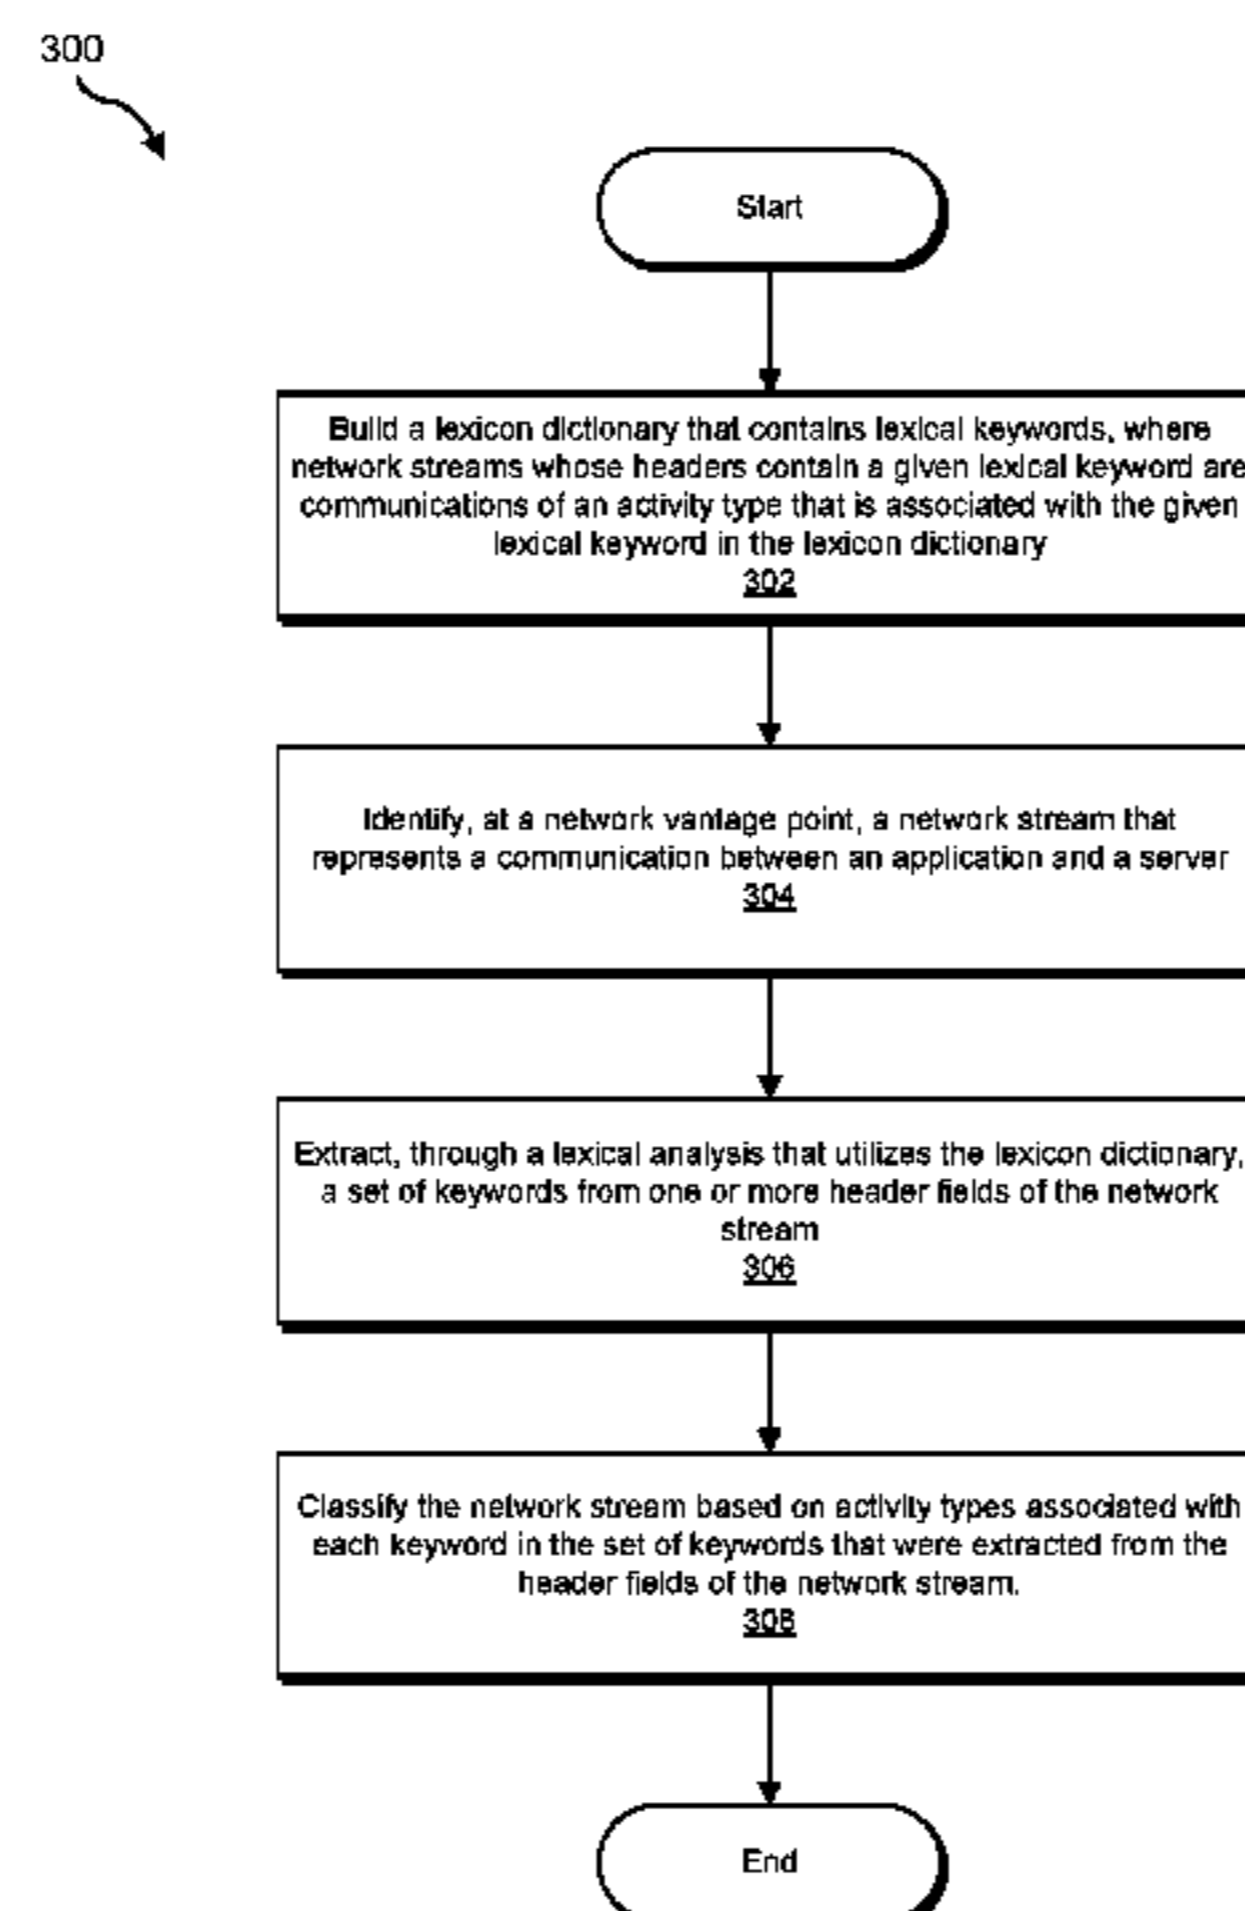 300
Start
Build a lexicon dictionary that contains lexical keywords, where
network streams whose headers contain a given lexical keyword are
communications of an activity type that is associated with the given
lexical keyword in the lexicon dictionary
302
Identify, at a network vantage point, a network stream that
represents a communication between an application and a server
304
Extract, through a lexical analysis that utilizes the lexicon dictionary,
a set of keywords from one or more header fields of the network
stream
306
Classify the network stream based on activity types associated with
each keyword in the set of keywords that were extracted from the
header fields of the network stream.
308
End